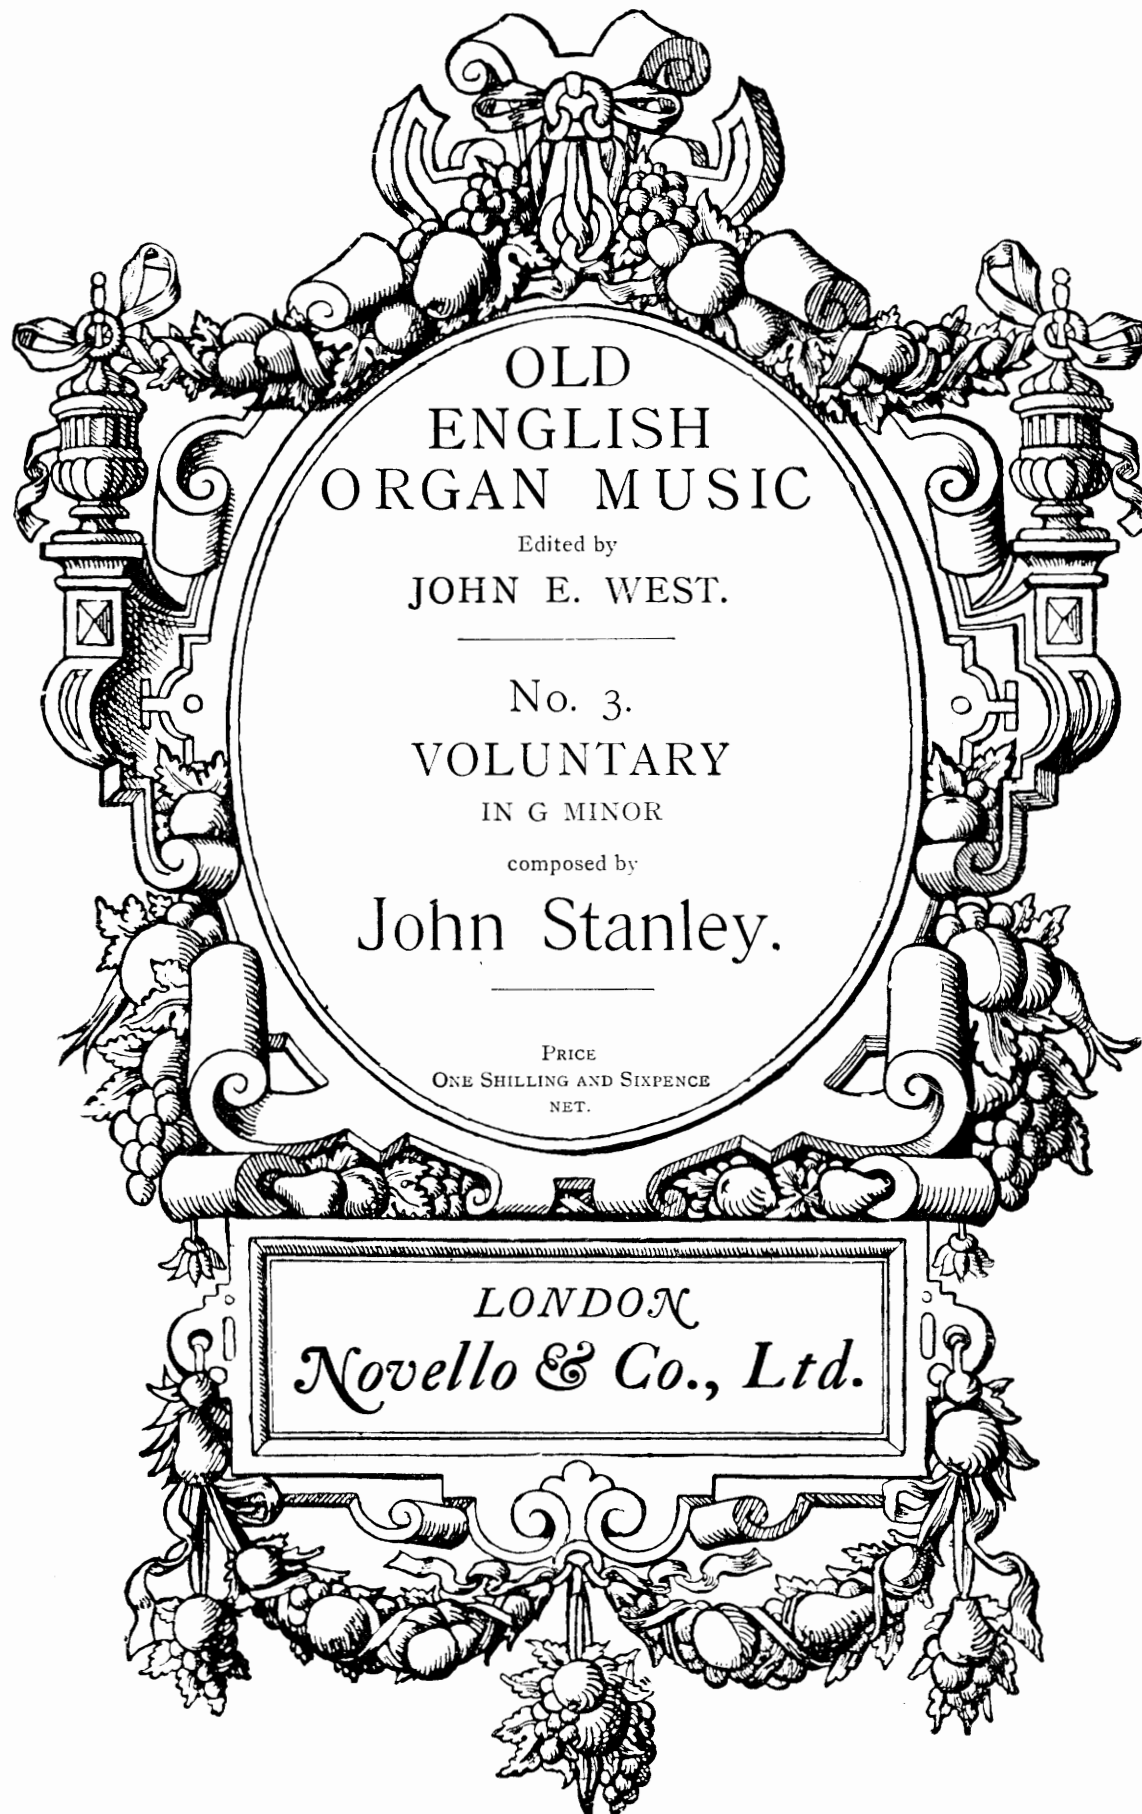 OLD
ENGLISH
ORGAN MUSIC
Edited by
JOHN E. WEST.
No. 3.
VOLUNTARY
IN G MINOR
composed by
John Stanley.
PRICE
ONE SHILLING AND SIXPENCE
NET.
LONDON
Novello & Co., Ltd.